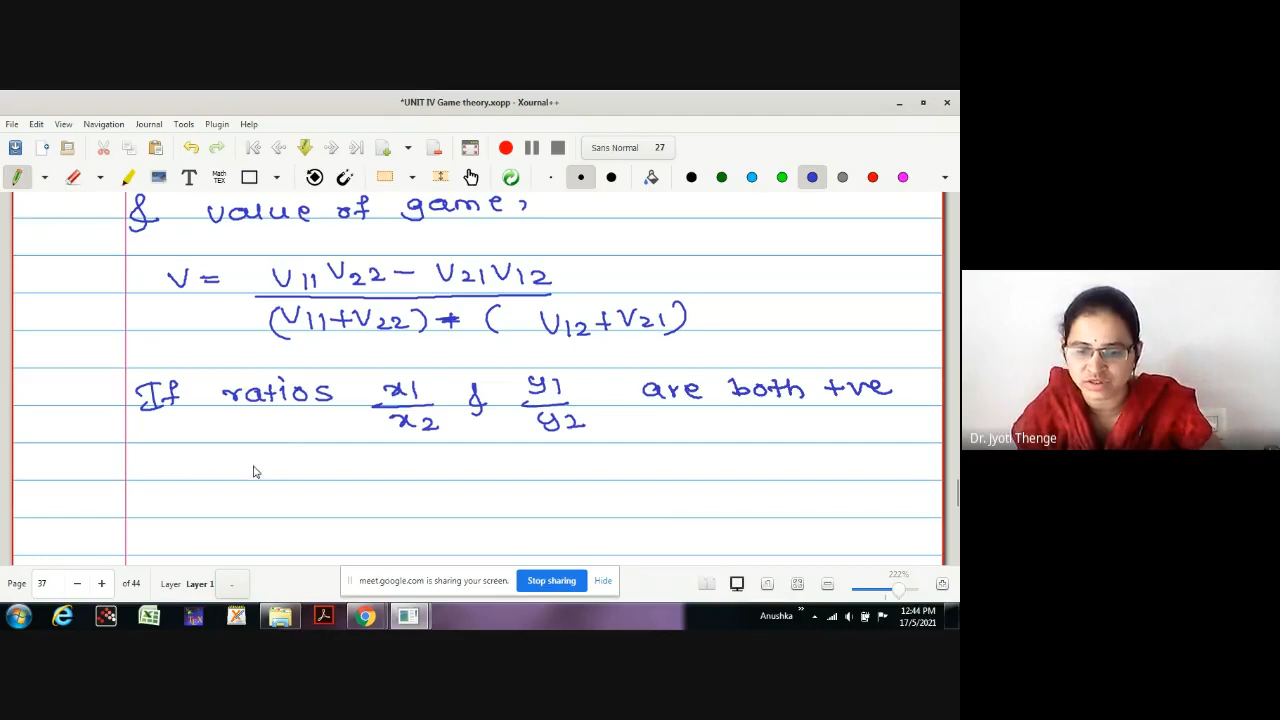 *UNIT IV Game theory.xopp - Xournal++
File Edit View Navigation Journal Tools Plugin Help
Sans Normal 27
& value of game,
V = V11 V22 - V21 V12
(V11+V22) - ( V12+V21)
If ratios x1/x2 & y1/y2 are both +ve
Dr. Jyoti Thenge
Page 37 of 44 Layer Layer 1
meet.google.com is sharing your screen. Stop sharing Hide
222%
Anushka
12:44 PM
17/5/2021